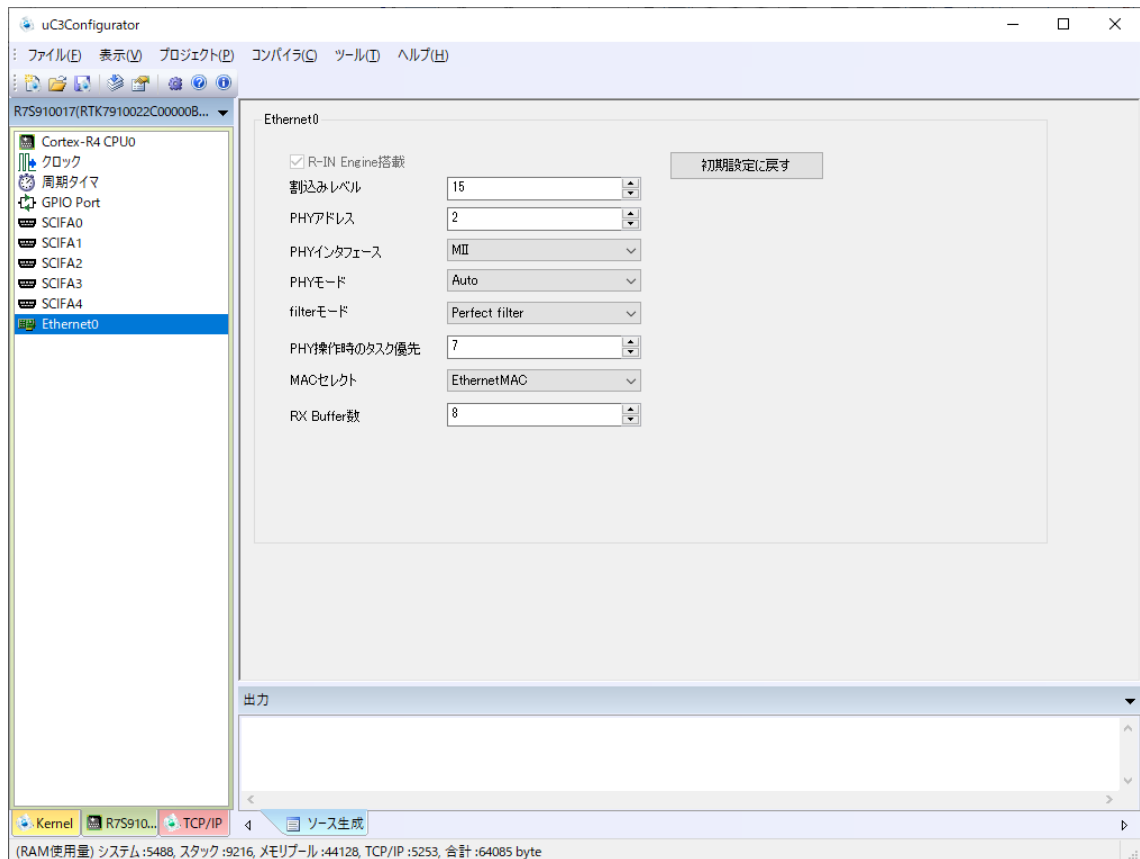 uC3Configurator
ファイル(F) 表示(V) プロジェクト(P) コンパイラ(C) ツール(T) ヘルプ(H)
R7S910017(RTK7910022C00000B...
Cortex-R4 CPU0
クロック
周期タイマ
GPIO Port
SCIFA0
SCIFA1
SCIFA2
SCIFA3
SCIFA4
Ethernet0
Ethernet0
R-IN Engine搭載
初期設定に戻す
割込みレベル 15
PHYアドレス 2
PHYインタフェース MII
PHYモード Auto
filterモード Perfect filter
PHY操作時のタスク優先 7
MACセレクト EthernetMAC
RX Buffer数 8
出力
Kernel R7S910... TCP/IP
ソース生成
(RAM使用量) システム:5488, スタック:9216, メモリプール:44128, TCP/IP:5253, 合計:64085 byte